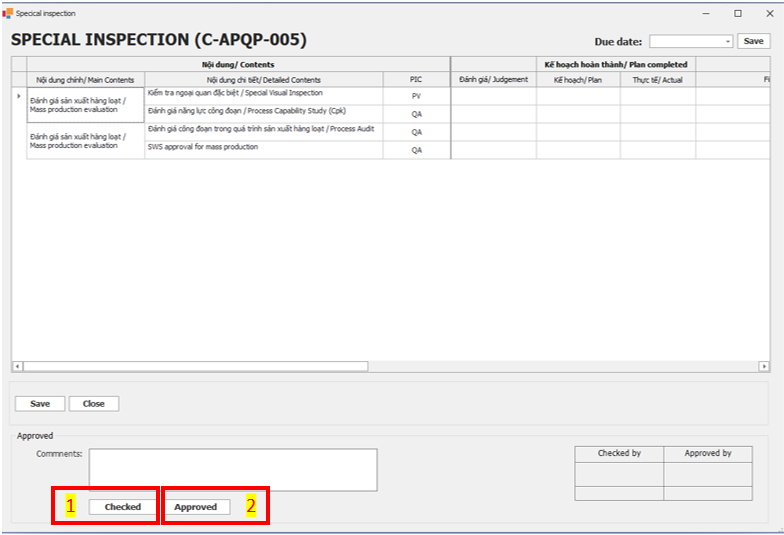 Specical inspection
SPECIAL INSPECTION (C-APQP-005)
Due date:
Save
Nội dung/ Contents
Kế hoạch hoàn thành/ Plan completed
Nội dung chính/ Main Contents
Nội dung chi tiết/ Detailed Contents
PIC
Đánh giá/ Judgement
Kế hoạch/ Plan
Thực tế/ Actual
Fi
Đánh giá sản xuất hàng loạt /
Mass production evaluation
Kiểm tra ngoại quan đặc biệt / Special Visual Inspection
PV
Đánh giá năng lực công đoạn / Process Capability Study (Cpk)
QA
Đánh giá sản xuất hàng loạt /
Mass production evaluation
Đánh giá công đoạn trong quá trình sản xuất hàng loạt / Process Audit
QA
SWS approval for mass production
QA
Save
Close
Approved
Commnents:
Checked by
Approved by
1
Checked
Approved
2